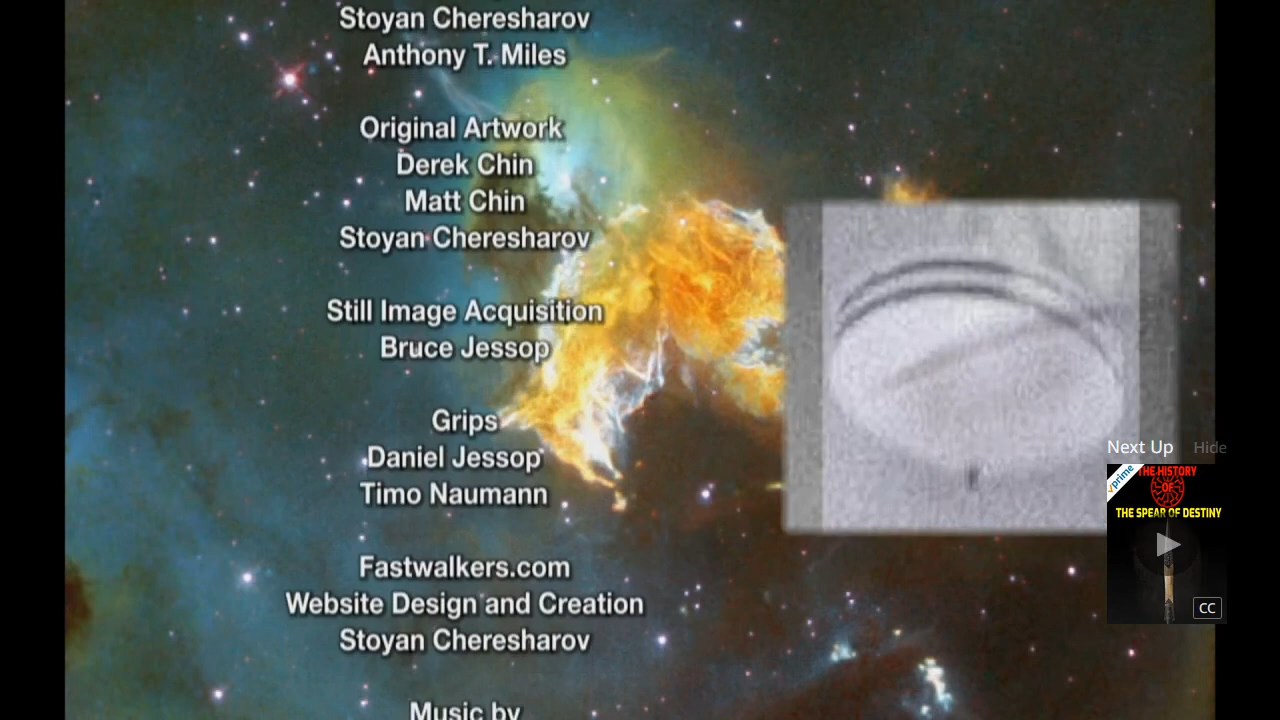 Stoyan Cheresharov
Anthony T. Miles
Original Artwork
Derek Chin
Matt Chin
Stoyan Cheresharov
Still Image Acquisition
Bruce Jessop
Grips
Daniel Jessop
Timo Naumann
Fastwalkers.com
Website Design and Creation
Stoyan Cheresharov
Music by
Next Up Hide
prime
THE HISTORY
OF
THE SPEAR OF DESTINY
CC